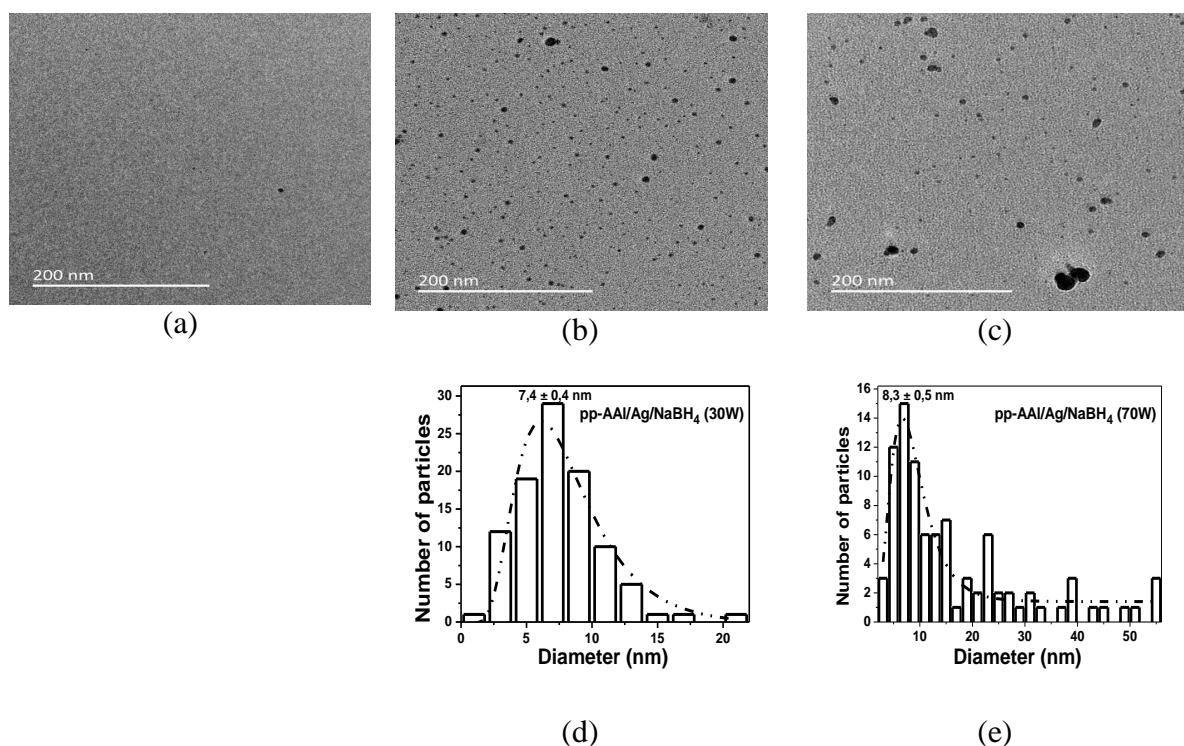 200 nm
200 nm
200 nm
(a)
(b)
(c)
7,4 ± 0,4 nm
pp-AAl/Ag/NaBH₄ (30W)
Number of particles
30
25
20
15
10
5
0
0 5 10 15 20
Diameter (nm)
8,3 ± 0,5 nm
pp-AAl/Ag/NaBH₄ (70W)
Number of particles
16
14
12
10
8
6
4
2
0
10 20 30 40 50
Diameter (nm)
(d)
(e)